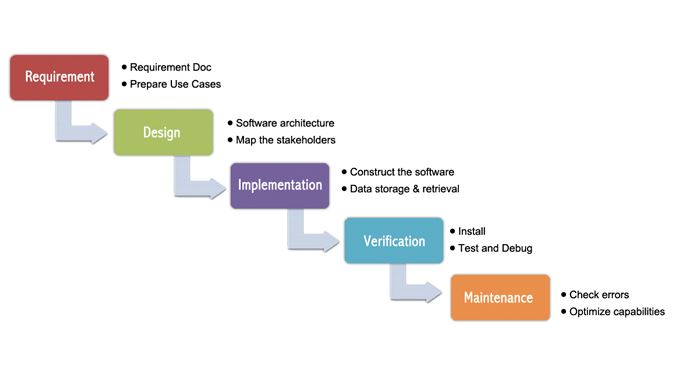 Requirement
• Requirement Doc
• Prepare Use Cases
Design
• Software architecture
• Map the stakeholders
Implementation
• Construct the software
• Data storage & retrieval
Verification
• Install
• Test and Debug
Maintenance
• Check errors
• Optimize capabilities